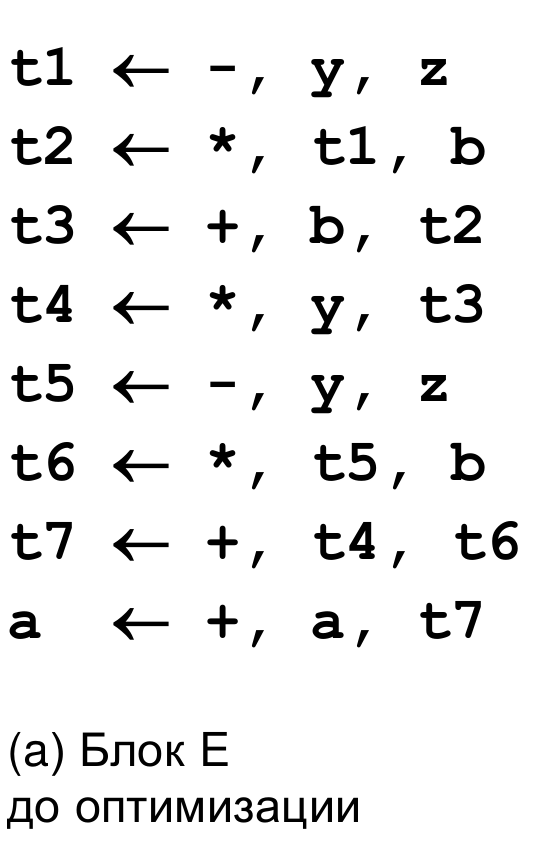 t1 ← -, y, z
t2 ← *, t1, b
t3 ← +, b, t2
t4 ← *, y, t3
t5 ← -, y, z
t6 ← *, t5, b
t7 ← +, t4, t6
a ← +, a, t7
(а) Блок E
до оптимизации